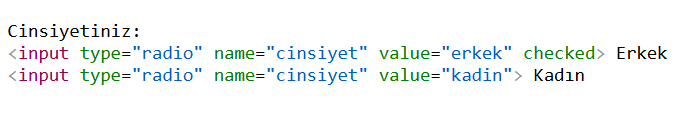 Cinsiyetiniz:
<input type="radio" name="cinsiyet" value="erkek" checked> Erkek
<input type="radio" name="cinsiyet" value="kadin"> Kadın